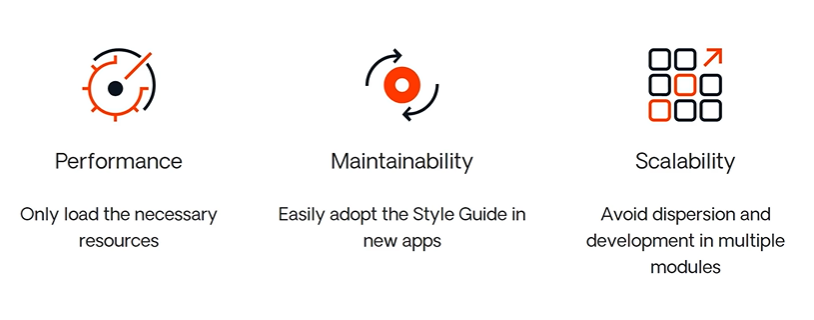 Performance
Only load the necessary
resources
Maintainability
Easily adopt the Style Guide in
new apps
Scalability
Avoid dispersion and
development in multiple
modules